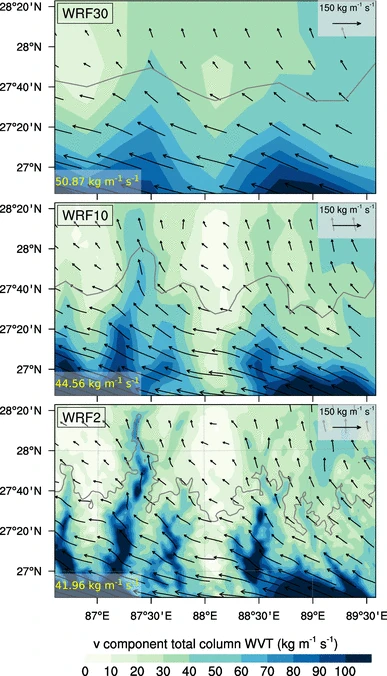 WRF30
150 kg m⁻¹ s⁻¹
28°20'N
28°N
27°40'N
27°20'N
27°N
50.87 kg m⁻¹ s⁻¹
WRF10
150 kg m⁻¹ s⁻¹
28°20'N
28°N
27°40'N
27°20'N
27°N
44.56 kg m⁻¹ s⁻¹
WRF2
150 kg m⁻¹ s⁻¹
28°20'N
28°N
27°40'N
27°20'N
27°N
41.96 kg m⁻¹ s⁻¹
87°E 87°30'E 88°E 88°30'E 89°E 89°30'E
v component total column WVT (kg m⁻¹ s⁻¹)
0 10 20 30 40 50 60 70 80 90 100